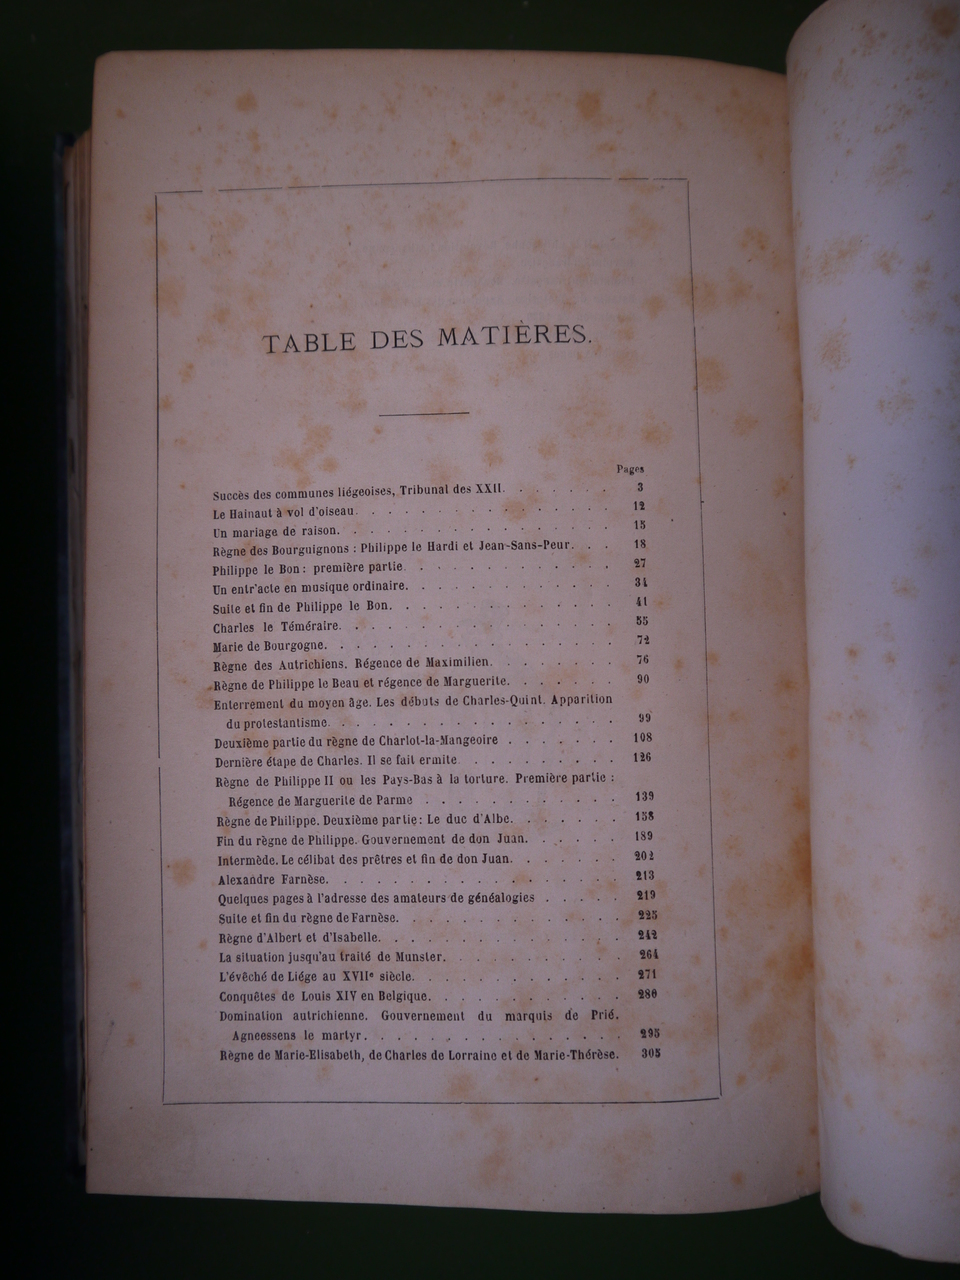 TABLE DES MATIÈRES.
Pages
Succès des communes liégeoises, Tribunal des XXII. . . . . . . 3
Le Hainaut à vol d'oiseau. . . . . . . . . . . . . . . 12
Un mariage de raison. . . . . . . . . . . . . . . . 15
Règne des Bourguignons : Philippe le Hardi et Jean-Sans-Peur. . . 18
Philippe le Bon : première partie. . . . . . . . . . . . 27
Un entr'acte en musique ordinaire. . . . . . . . . . . . 34
Suite et fin de Philippe le Bon. . . . . . . . . . . . . 41
Charles le Téméraire. . . . . . . . . . . . . . . . 55
Marie de Bourgogne. . . . . . . . . . . . . . . . . 72
Règne des Autrichiens. Régence de Maximilien. . . . . . . . 76
Règne de Philippe le Beau et régence de Marguerite. . . . . . . 90
Enterrement du moyen âge. Les débuts de Charles-Quint. Apparition
du protestantisme. . . . . . . . . . . . . . . . . 99
Deuxième partie du règne de Charlot-la-Mangeoire . . . . . . . 108
Dernière étape de Charles. Il se fait ermite. . . . . . . . . 126
Règne de Philippe II ou les Pays-Bas à la torture. Première partie :
Régence de Marguerite de Parme . . . . . . . . . . . . 139
Règne de Philippe. Deuxième partie : Le duc d'Albe. . . . . . . 158
Fin du règne de Philippe. Gouvernement de don Juan. . . . . . 189
Intermède. Le célibat des prêtres et fin de don Juan. . . . . . . 202
Alexandre Farnèse. . . . . . . . . . . . . . . . . 213
Quelques pages à l'adresse des amateurs de généalogies . . . . . 219
Suite et fin du règne de Farnèse. . . . . . . . . . . . . 225
Règne d'Albert et d'Isabelle. . . . . . . . . . . . . . 242
La situation jusqu'au traité de Munster. . . . . . . . . . . 264
L'évêché de Liége au XVIIe siècle. . . . . . . . . . . . . 271
Conquêtes de Louis XIV en Belgique. . . . . . . . . . . . 280
Domination autrichienne. Gouvernement du marquis de Prié.
Agneessens le martyr. . . . . . . . . . . . . . . . 295
Règne de Marie-Elisabeth, de Charles de Lorraine et de Marie-Thérèse. 305